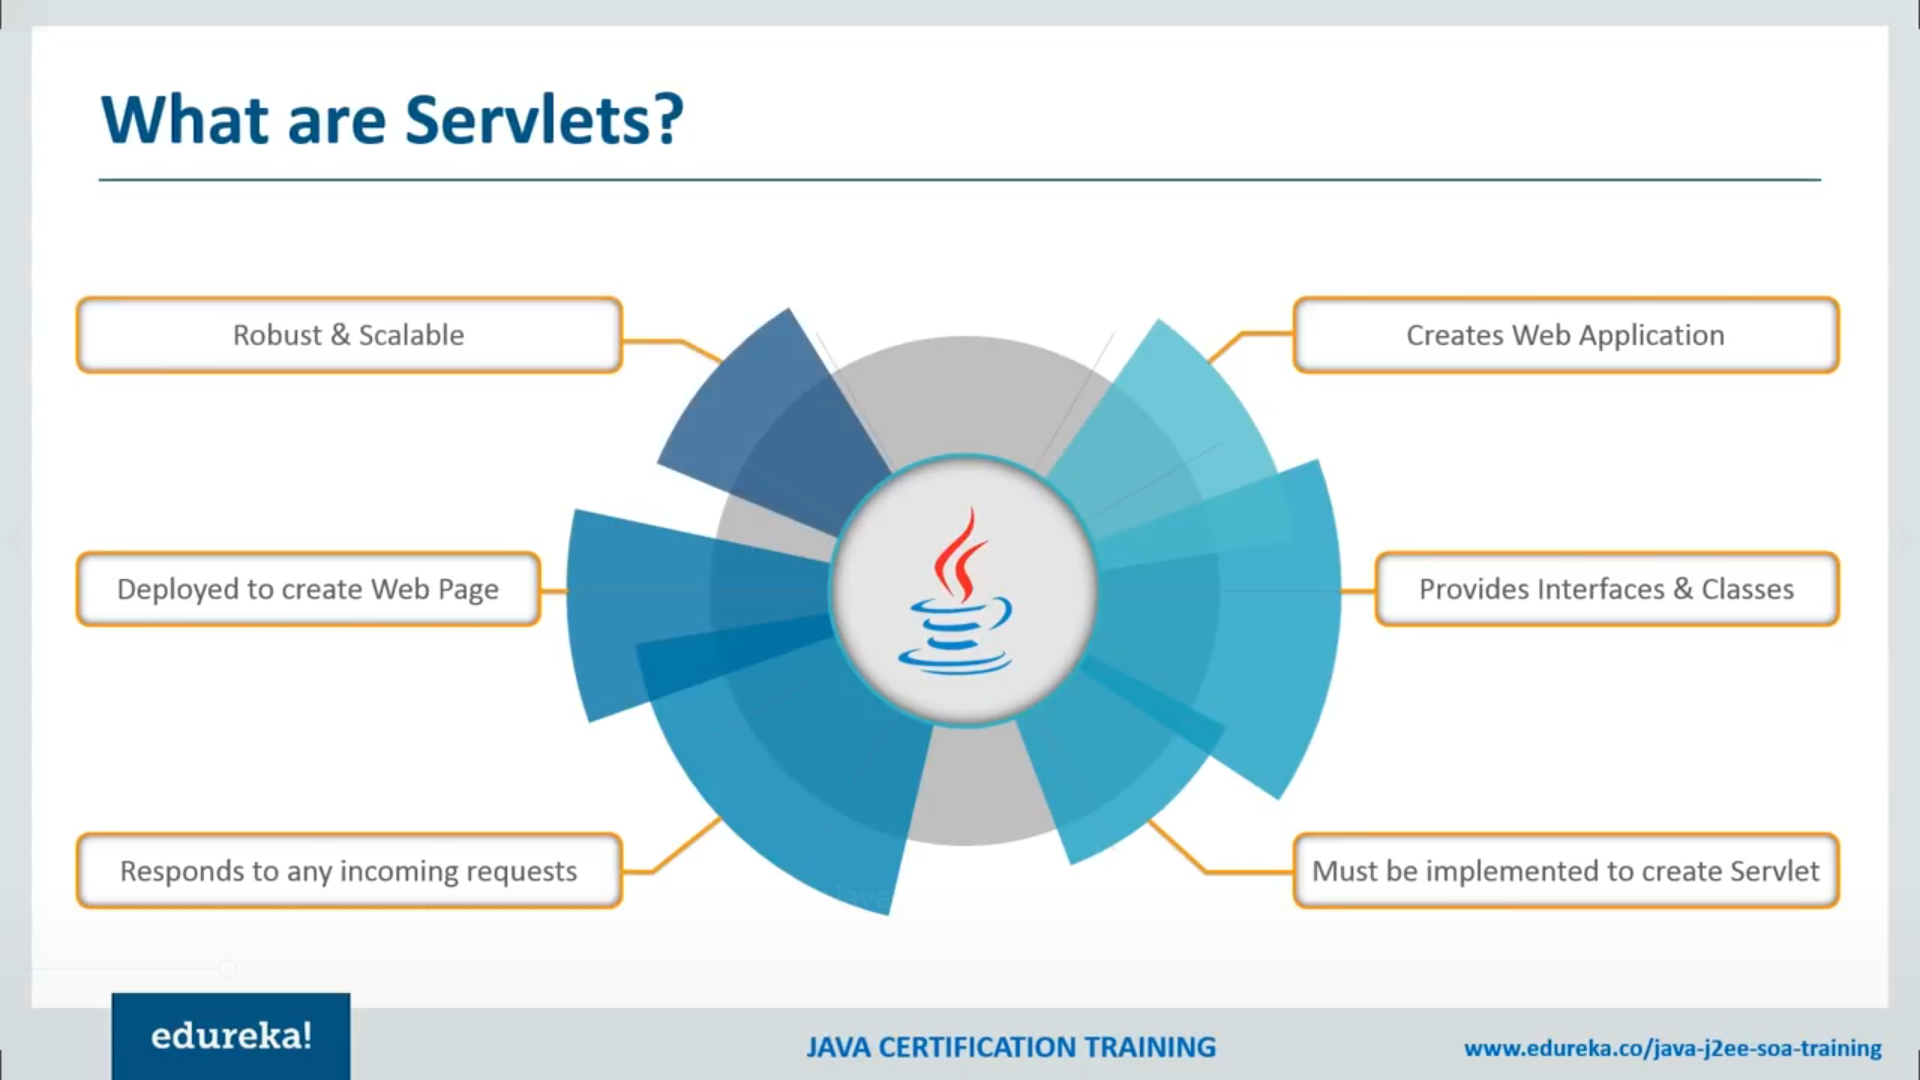 What are Servlets?
Robust & Scalable
Creates Web Application
Deployed to create Web Page
Provides Interfaces & Classes
Responds to any incoming requests
Must be implemented to create Servlet
Java
edureka!
JAVA CERTIFICATION TRAINING
www.edureka.co/java-j2ee-soa-training